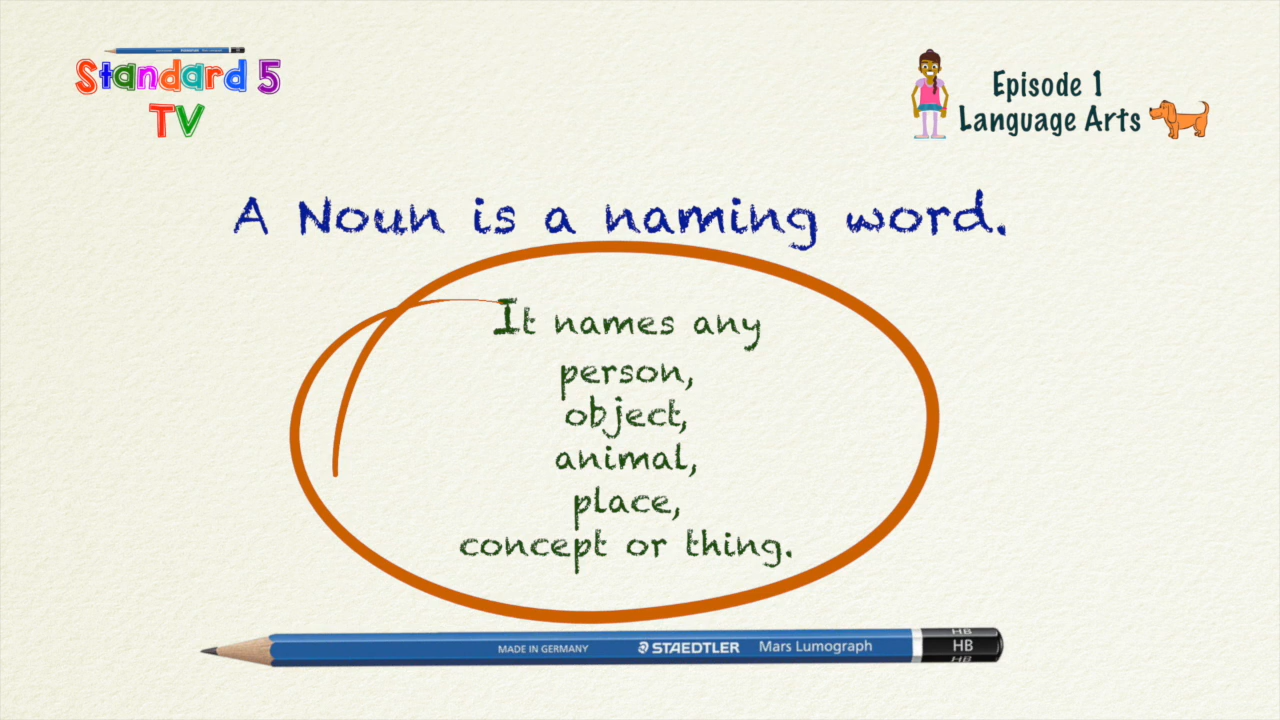 Standard 5
TV
Episode 1
Language Arts
A Noun is a naming word.
It names any
person,
object,
animal,
place,
concept or thing.
MADE IN GERMANY STAEDTLER Mars Lumograph HB